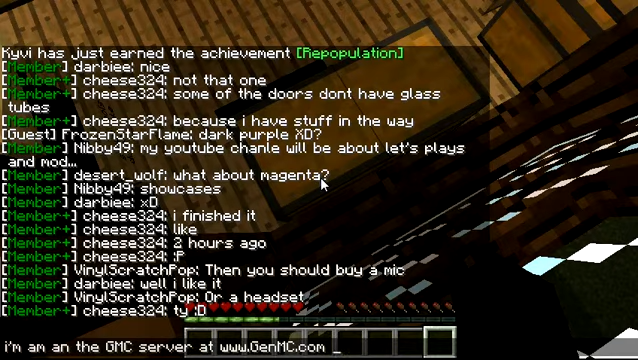 Kyvi has just earned the achievement [Repopulation]
[Member] darbiee: nice
[Member+] cheese324: not that one
[Member+] cheese324: some of the doors dont have glass
tubes
[Member+] cheese324: because i have stuff in the way
[Guest] FrozenStarFlame: dark purple XD?
[Member] Nibby49: my youtube chanle will be about let's plays
and mod...
[Member] desert_wolf: what about magenta?
[Member] Nibby49: showcases
[Member] darbiee: xD
[Member+] cheese324: i finished it
[Member+] cheese324: like
[Member+] cheese324: 2 hours ago
[Member+] cheese324: :P
[Member] VinylScratchPop: Then you should buy a mic
[Member] darbiee: well i like it
[Member] VinylScratchPop: Or a headset
[Member+] cheese324: ty :D
i'm am an the GMC server at www.GenMC.com _